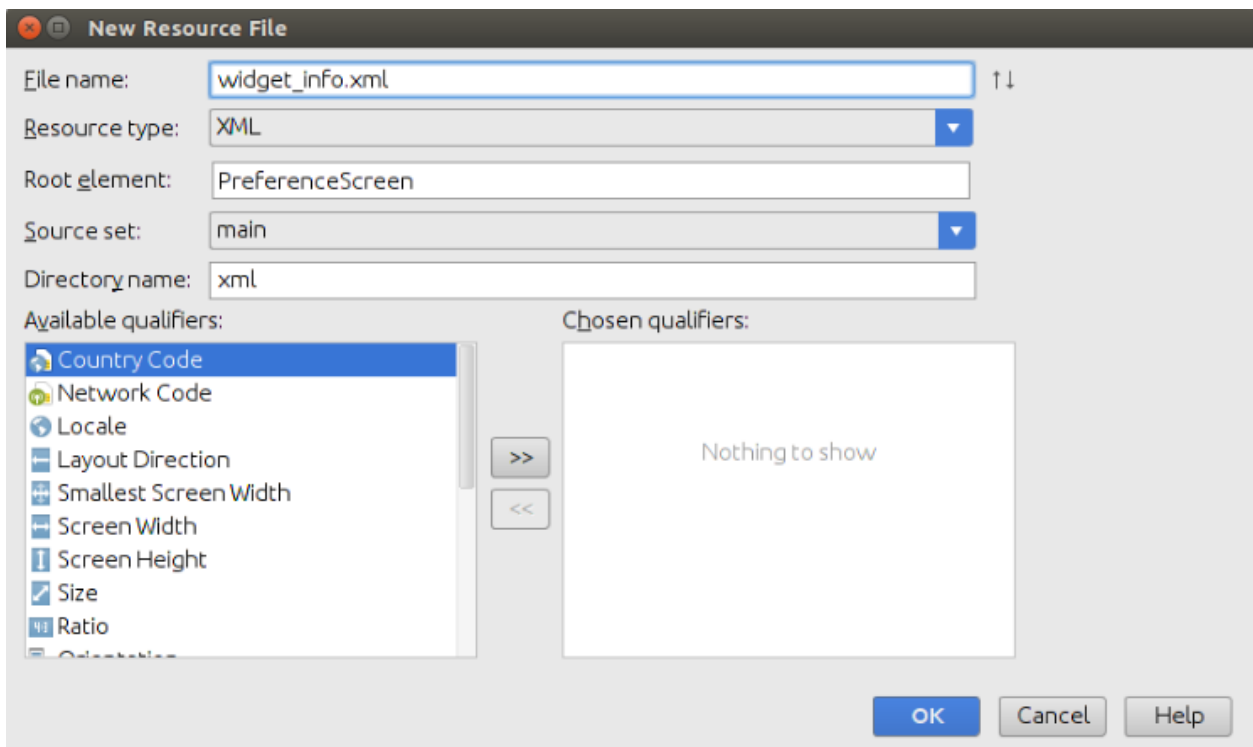 New Resource File
File name: widget_info.xml ↑↓
Resource type: XML
Root element: PreferenceScreen
Source set: main
Directory name: xml
Available qualifiers: Chosen qualifiers:
Country Code
Network Code
Locale
Layout Direction
Nothing to show
>>
Smallest Screen Width
<<
Screen Width
Screen Height
Size
Ratio
Orientation
OK Cancel Help